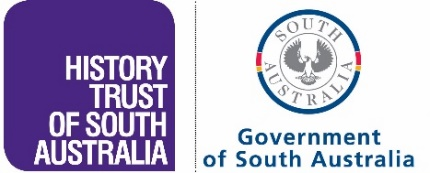 HISTORY
TRUST
OF SOUTH
AUSTRALIA
SOUTH
AUSTRALIA
Government
of South Australia